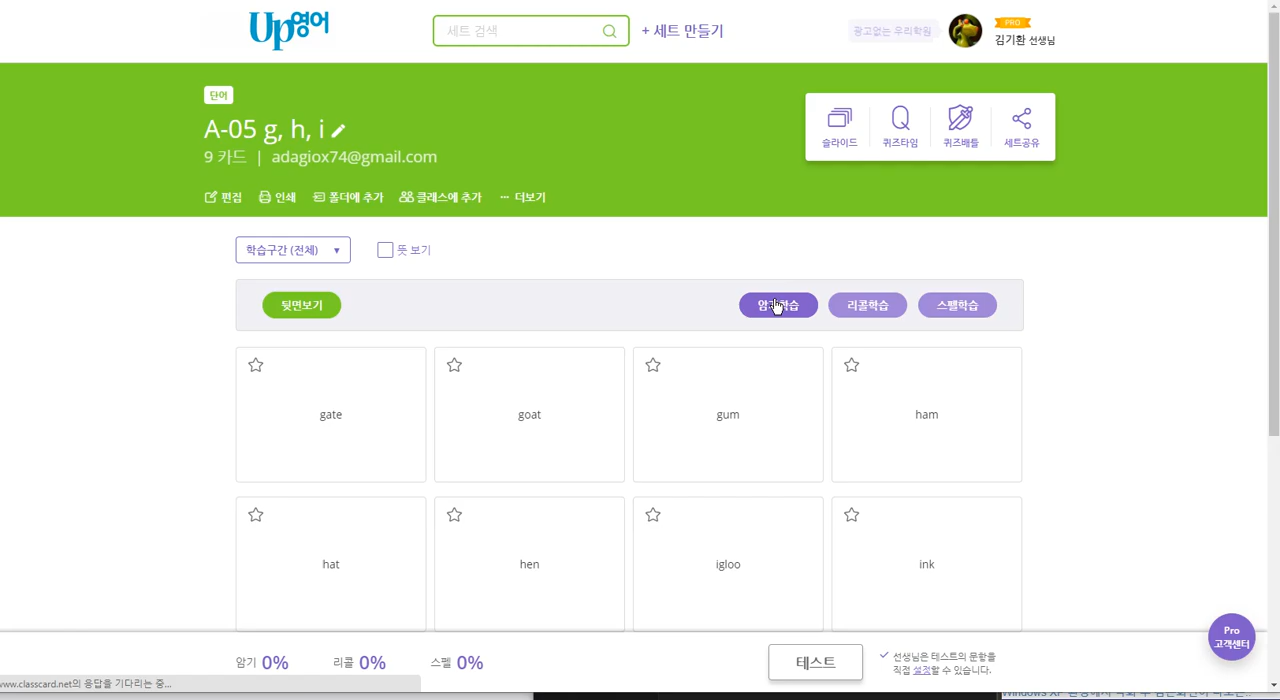 Up영어
세트 검색
+ 세트 만들기
광고없는 우리학원
PRO
김기환 선생님
단어
A-05 g, h, i
9 카드 | adagiox74@gmail.com
슬라이드
퀴즈타임
퀴즈배틀
세트공유
편집
인쇄
폴더에 추가
클래스에 추가
··· 더보기
학습구간 (전체) ▼
뜻 보기
뒷면보기
암기학습
리콜학습
스펠학습
gate
goat
gum
ham
hat
hen
igloo
ink
Pro
고객센터
암기 0%
리콜 0%
스펠 0%
테스트
선생님은 테스트의 문항을
직접 설정할 수 있습니다.
www.classcard.net의 응답을 기다리는 중...